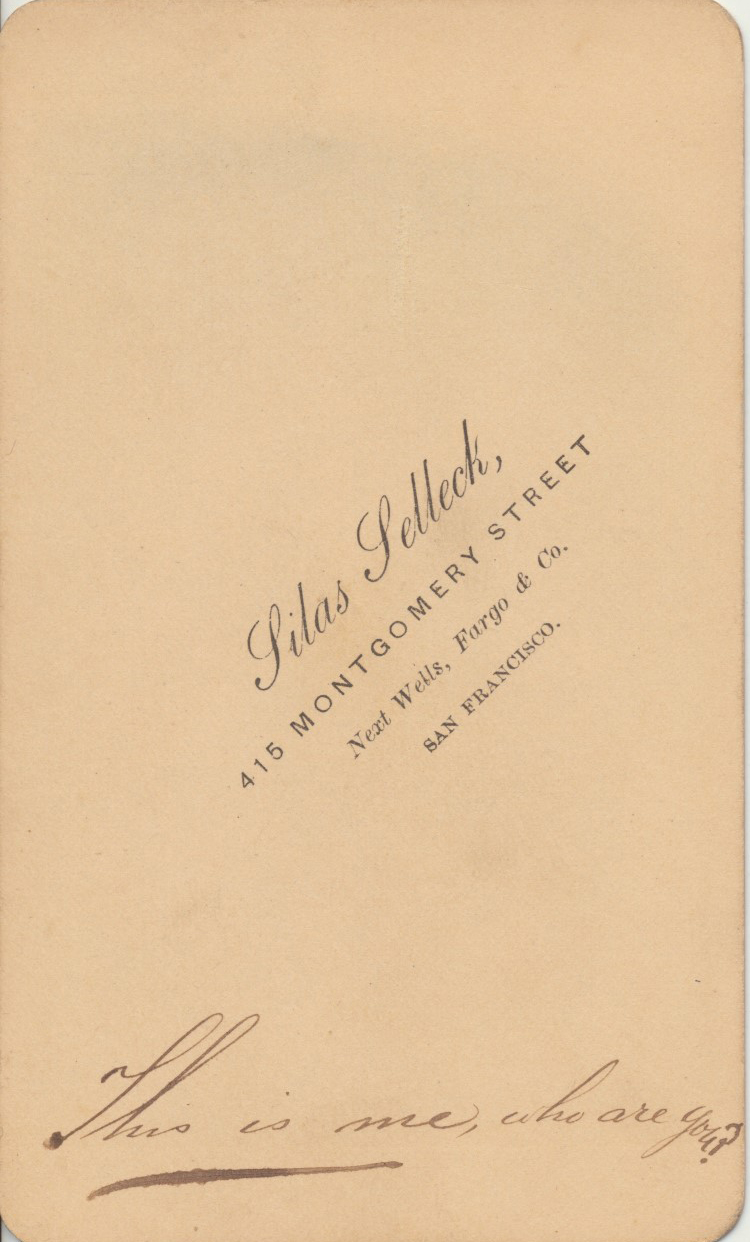 Silas Selleck,
415 MONTGOMERY STREET
Next Wells, Fargo & Co.
SAN FRANCISCO.
This is me, who are you?